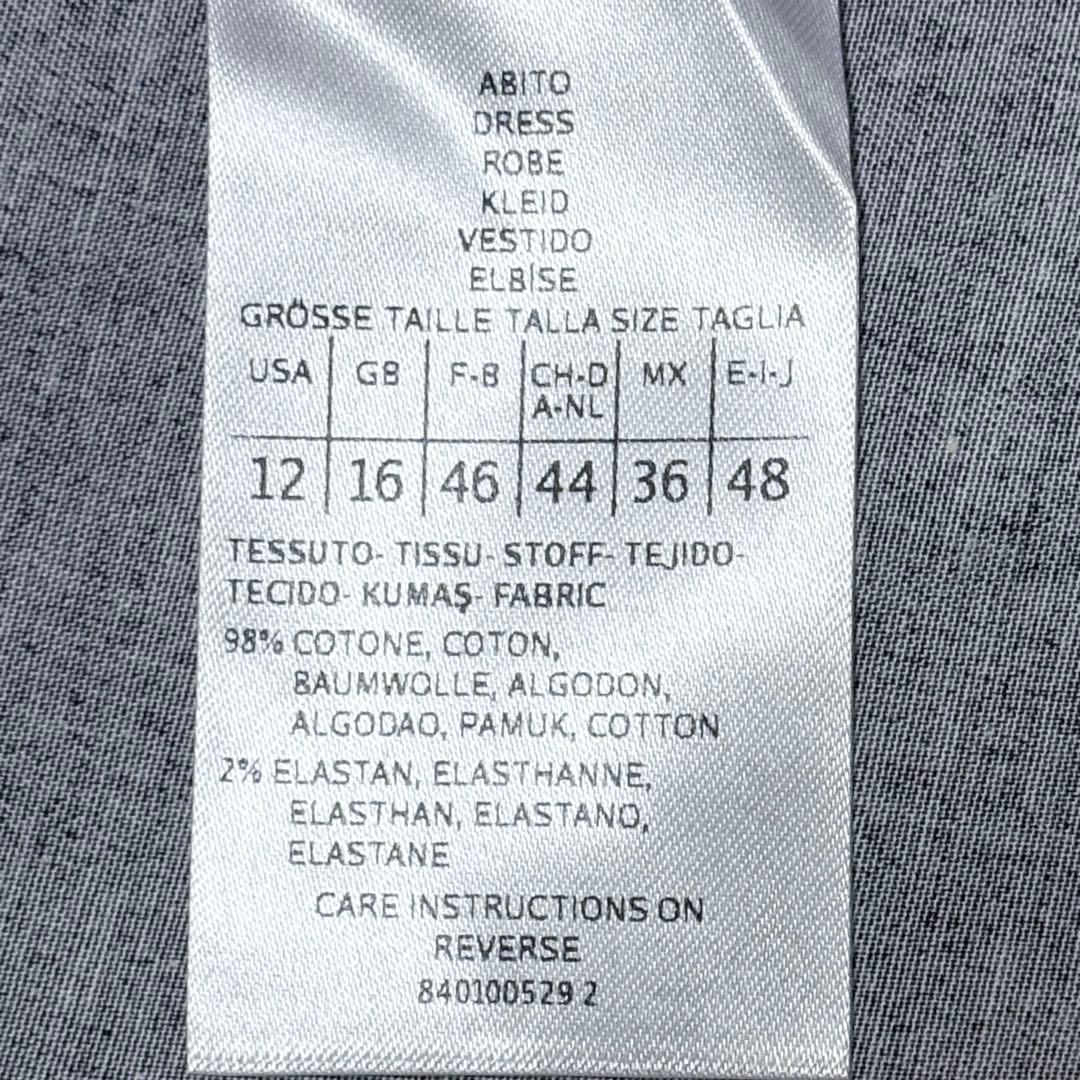 ABITO
DRESS
ROBE
KLEID
VESTIDO
ELBİSE
GRÖSSE TAILLE TALLA SIZE TAGLIA
USA GB F-B CH-D A-NL MX E-I-J
12 16 46 44 36 48
TESSUTO- TISSU- STOFF- TEJIDO-
TECIDO- KUMAŞ- FABRIC
98% COTONE, COTON,
BAUMWOLLE, ALGODON,
ALGODAO, PAMUK, COTTON
2% ELASTAN, ELASTHANNE,
ELASTHAN, ELASTANO,
ELASTANE
CARE INSTRUCTIONS ON
REVERSE
840100529 2